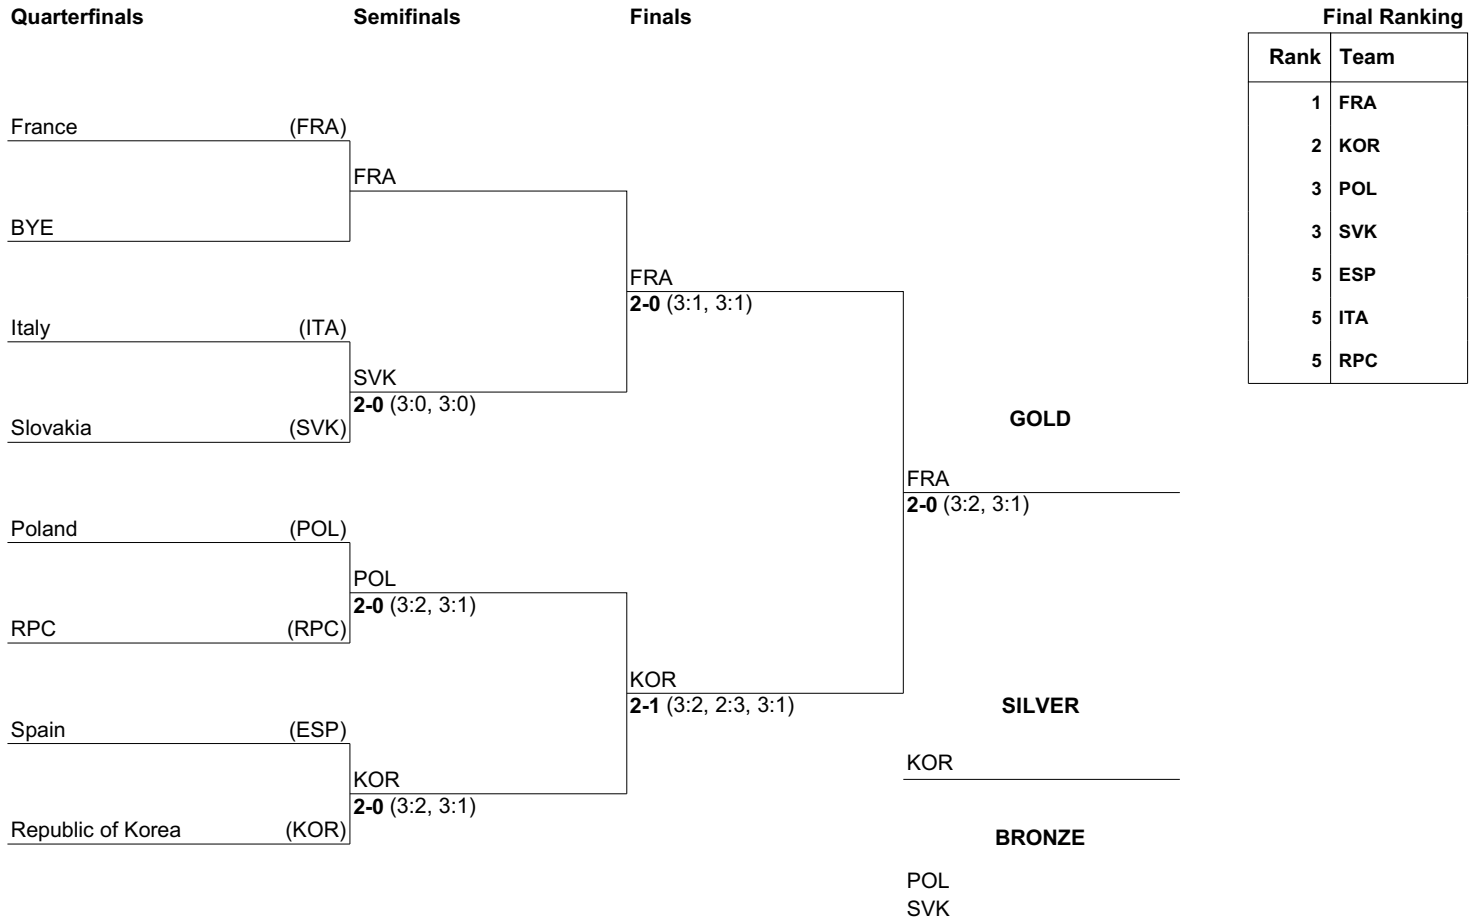 Quarterfinals Semifinals Finals Final Ranking
Rank Team
1 FRA
2 KOR
3 POL
3 SVK
5 ESP
5 ITA
5 RPC
France (FRA)
BYE
Italy (ITA)
Slovakia (SVK)
Poland (POL)
RPC (RPC)
Spain (ESP)
Republic of Korea (KOR)
FRA
SVK
2-0 (3:0, 3:0)
POL
2-0 (3:2, 3:1)
KOR
2-0 (3:2, 3:1)
FRA
2-0 (3:1, 3:1)
KOR
2-1 (3:2, 2:3, 3:1)
GOLD
FRA
2-0 (3:2, 3:1)
SILVER
KOR
BRONZE
POL
SVK